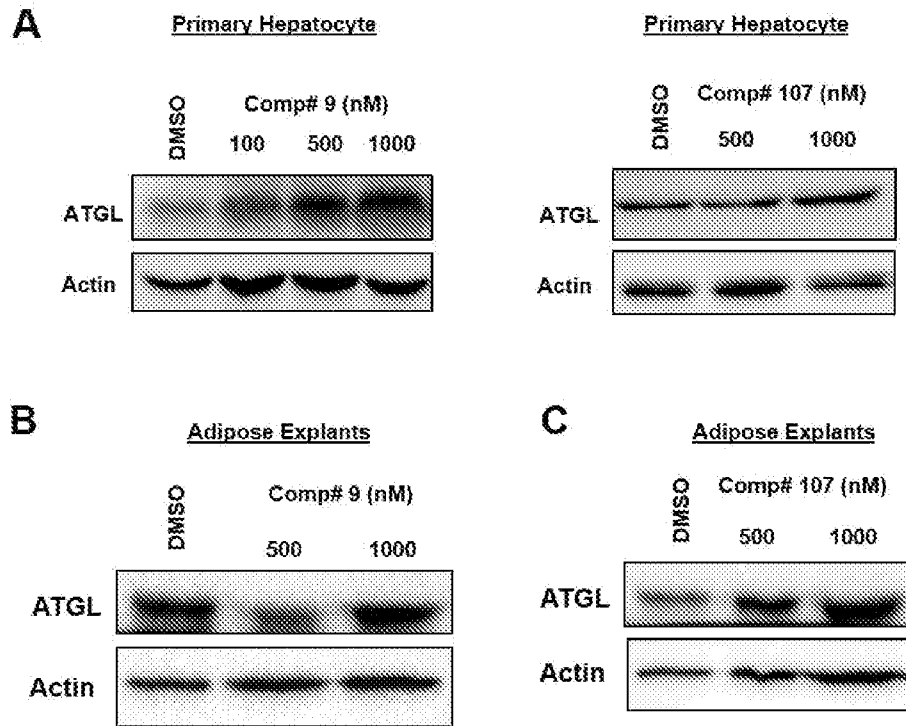 A
Primary Hepatocyte
DMSO
Comp# 9 (nM)
100 500 1000
ATGL
Actin
Primary Hepatocyte
DMSO
Comp# 107 (nM)
500 1000
ATGL
Actin
B
Adipose Explants
DMSO
Comp# 9 (nM)
500 1000
ATGL
Actin
C
Adipose Explants
DMSO
Comp# 107 (nM)
500 1000
ATGL
Actin